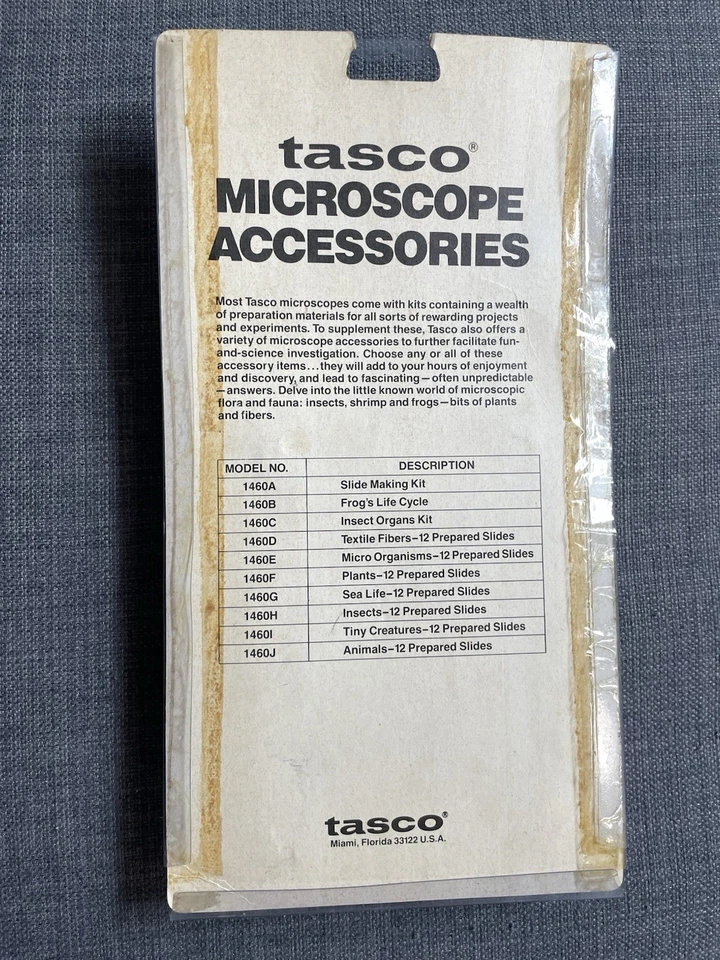 tasco®
MICROSCOPE
ACCESSORIES
Most Tasco microscopes come with kits containing a wealth
of preparation materials for all sorts of rewarding projects
and experiments. To supplement these, Tasco also offers a
variety of microscope accessories to further facilitate fun-
and-science investigation. Choose any or all of these
accessory items...they will add to your hours of enjoyment
and discovery, and lead to fascinating—often unpredictable
—answers. Delve into the little known world of microscopic
flora and fauna: insects, shrimp and frogs—bits of plants
and fibers.
MODEL NO. DESCRIPTION
1460A Slide Making Kit
1460B Frog's Life Cycle
1460C Insect Organs Kit
1460D Textile Fibers–12 Prepared Slides
1460E Micro Organisms–12 Prepared Slides
1460F Plants–12 Prepared Slides
1460G Sea Life–12 Prepared Slides
1460H Insects–12 Prepared Slides
1460I Tiny Creatures–12 Prepared Slides
1460J Animals–12 Prepared Slides
tasco®
Miami, Florida 33122 U.S.A.